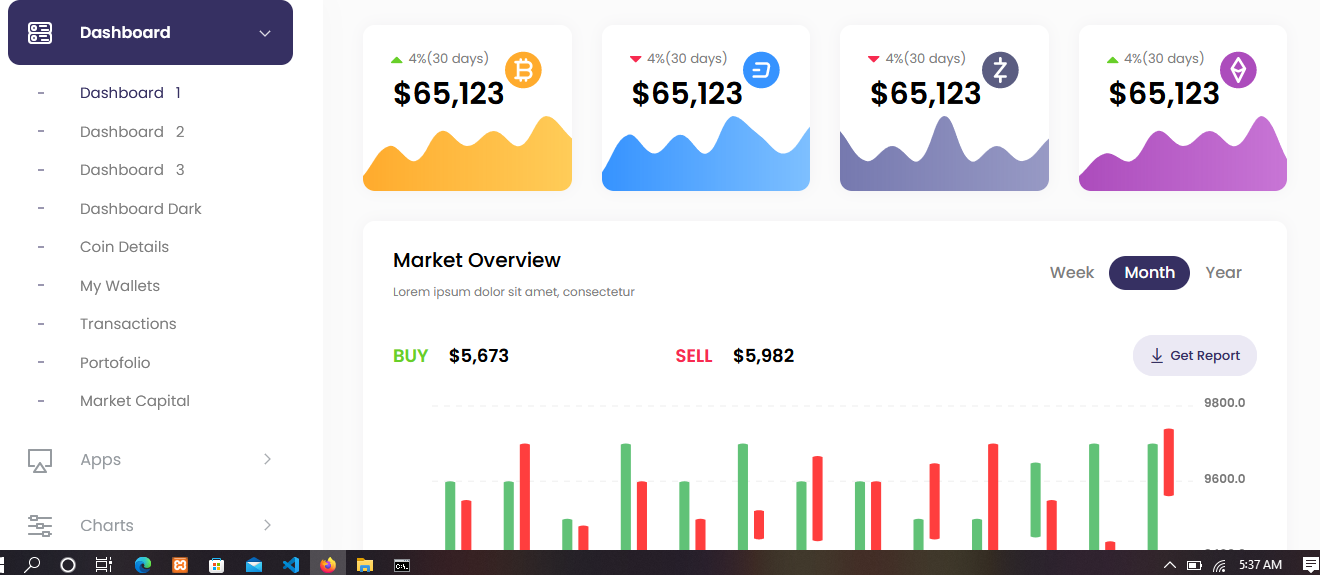 Dashboard
- Dashboard 1
- Dashboard 2
- Dashboard 3
- Dashboard Dark
- Coin Details
- My Wallets
- Transactions
- Portofolio
- Market Capital
Apps
Charts
4%(30 days)
$65,123
4%(30 days)
$65,123
4%(30 days)
$65,123
4%(30 days)
$65,123
Market Overview
Lorem ipsum dolor sit amet, consectetur
Week Month Year
BUY $5,673 SELL $5,982
Get Report
9800.0
9600.0
5:37 AM